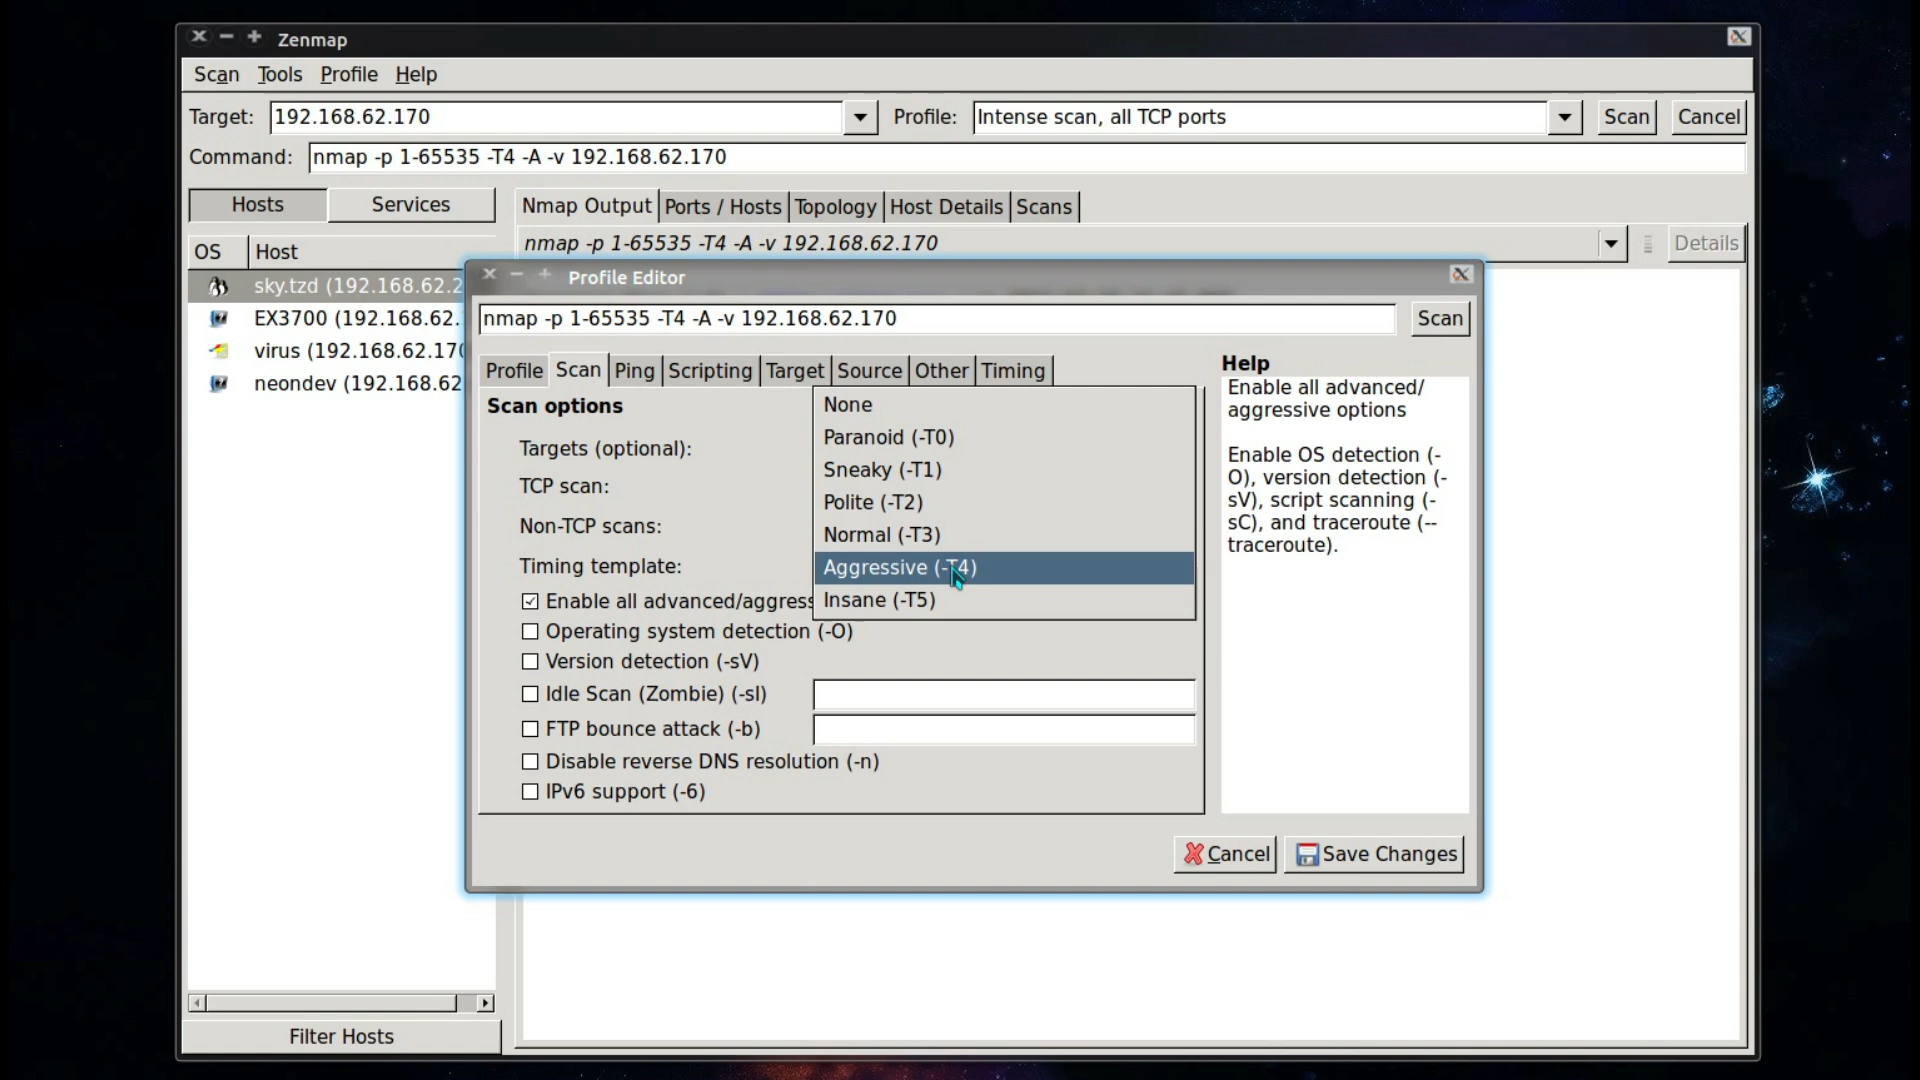 Zenmap
Scan Tools Profile Help
Target: 192.168.62.170 Profile: Intense scan, all TCP ports Scan Cancel
Command: nmap -p 1-65535 -T4 -A -v 192.168.62.170
Hosts Services Nmap Output Ports / Hosts Topology Host Details Scans
OS Host nmap -p 1-65535 -T4 -A -v 192.168.62.170 Details
sky.tzd (192.168.62.2
EX3700 (192.168.62.
virus (192.168.62.170
neondev (192.168.62
Filter Hosts
Profile Editor
nmap -p 1-65535 -T4 -A -v 192.168.62.170 Scan
Profile Scan Ping Scripting Target Source Other Timing
Scan options
Targets (optional):
TCP scan:
Non-TCP scans:
Timing template:
None
Paranoid (-T0)
Sneaky (-T1)
Polite (-T2)
Normal (-T3)
Aggressive (-T4)
Insane (-T5)
Enable all advanced/aggress
Operating system detection (-O)
Version detection (-sV)
Idle Scan (Zombie) (-sI)
FTP bounce attack (-b)
Disable reverse DNS resolution (-n)
IPv6 support (-6)
Help
Enable all advanced/
aggressive options
Enable OS detection (-
O), version detection (-
sV), script scanning (-
sC), and traceroute (--
traceroute).
Cancel Save Changes